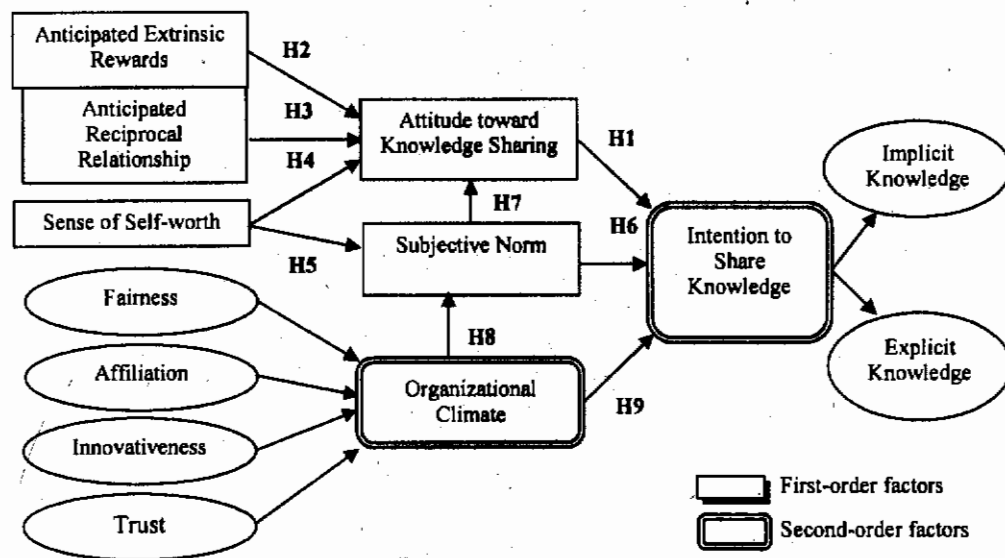 Anticipated Extrinsic
Rewards
H2
Anticipated
Reciprocal
Relationship
H3
H4
Attitude toward
Knowledge Sharing
H1
Implicit
Knowledge
Sense of Self-worth
H7
H5
Subjective Norm
H6
Intention to
Share
Knowledge
Fairness
H8
Explicit
Knowledge
Affiliation
Organizational
Climate
H9
Innovativeness
Trust
First-order factors
Second-order factors